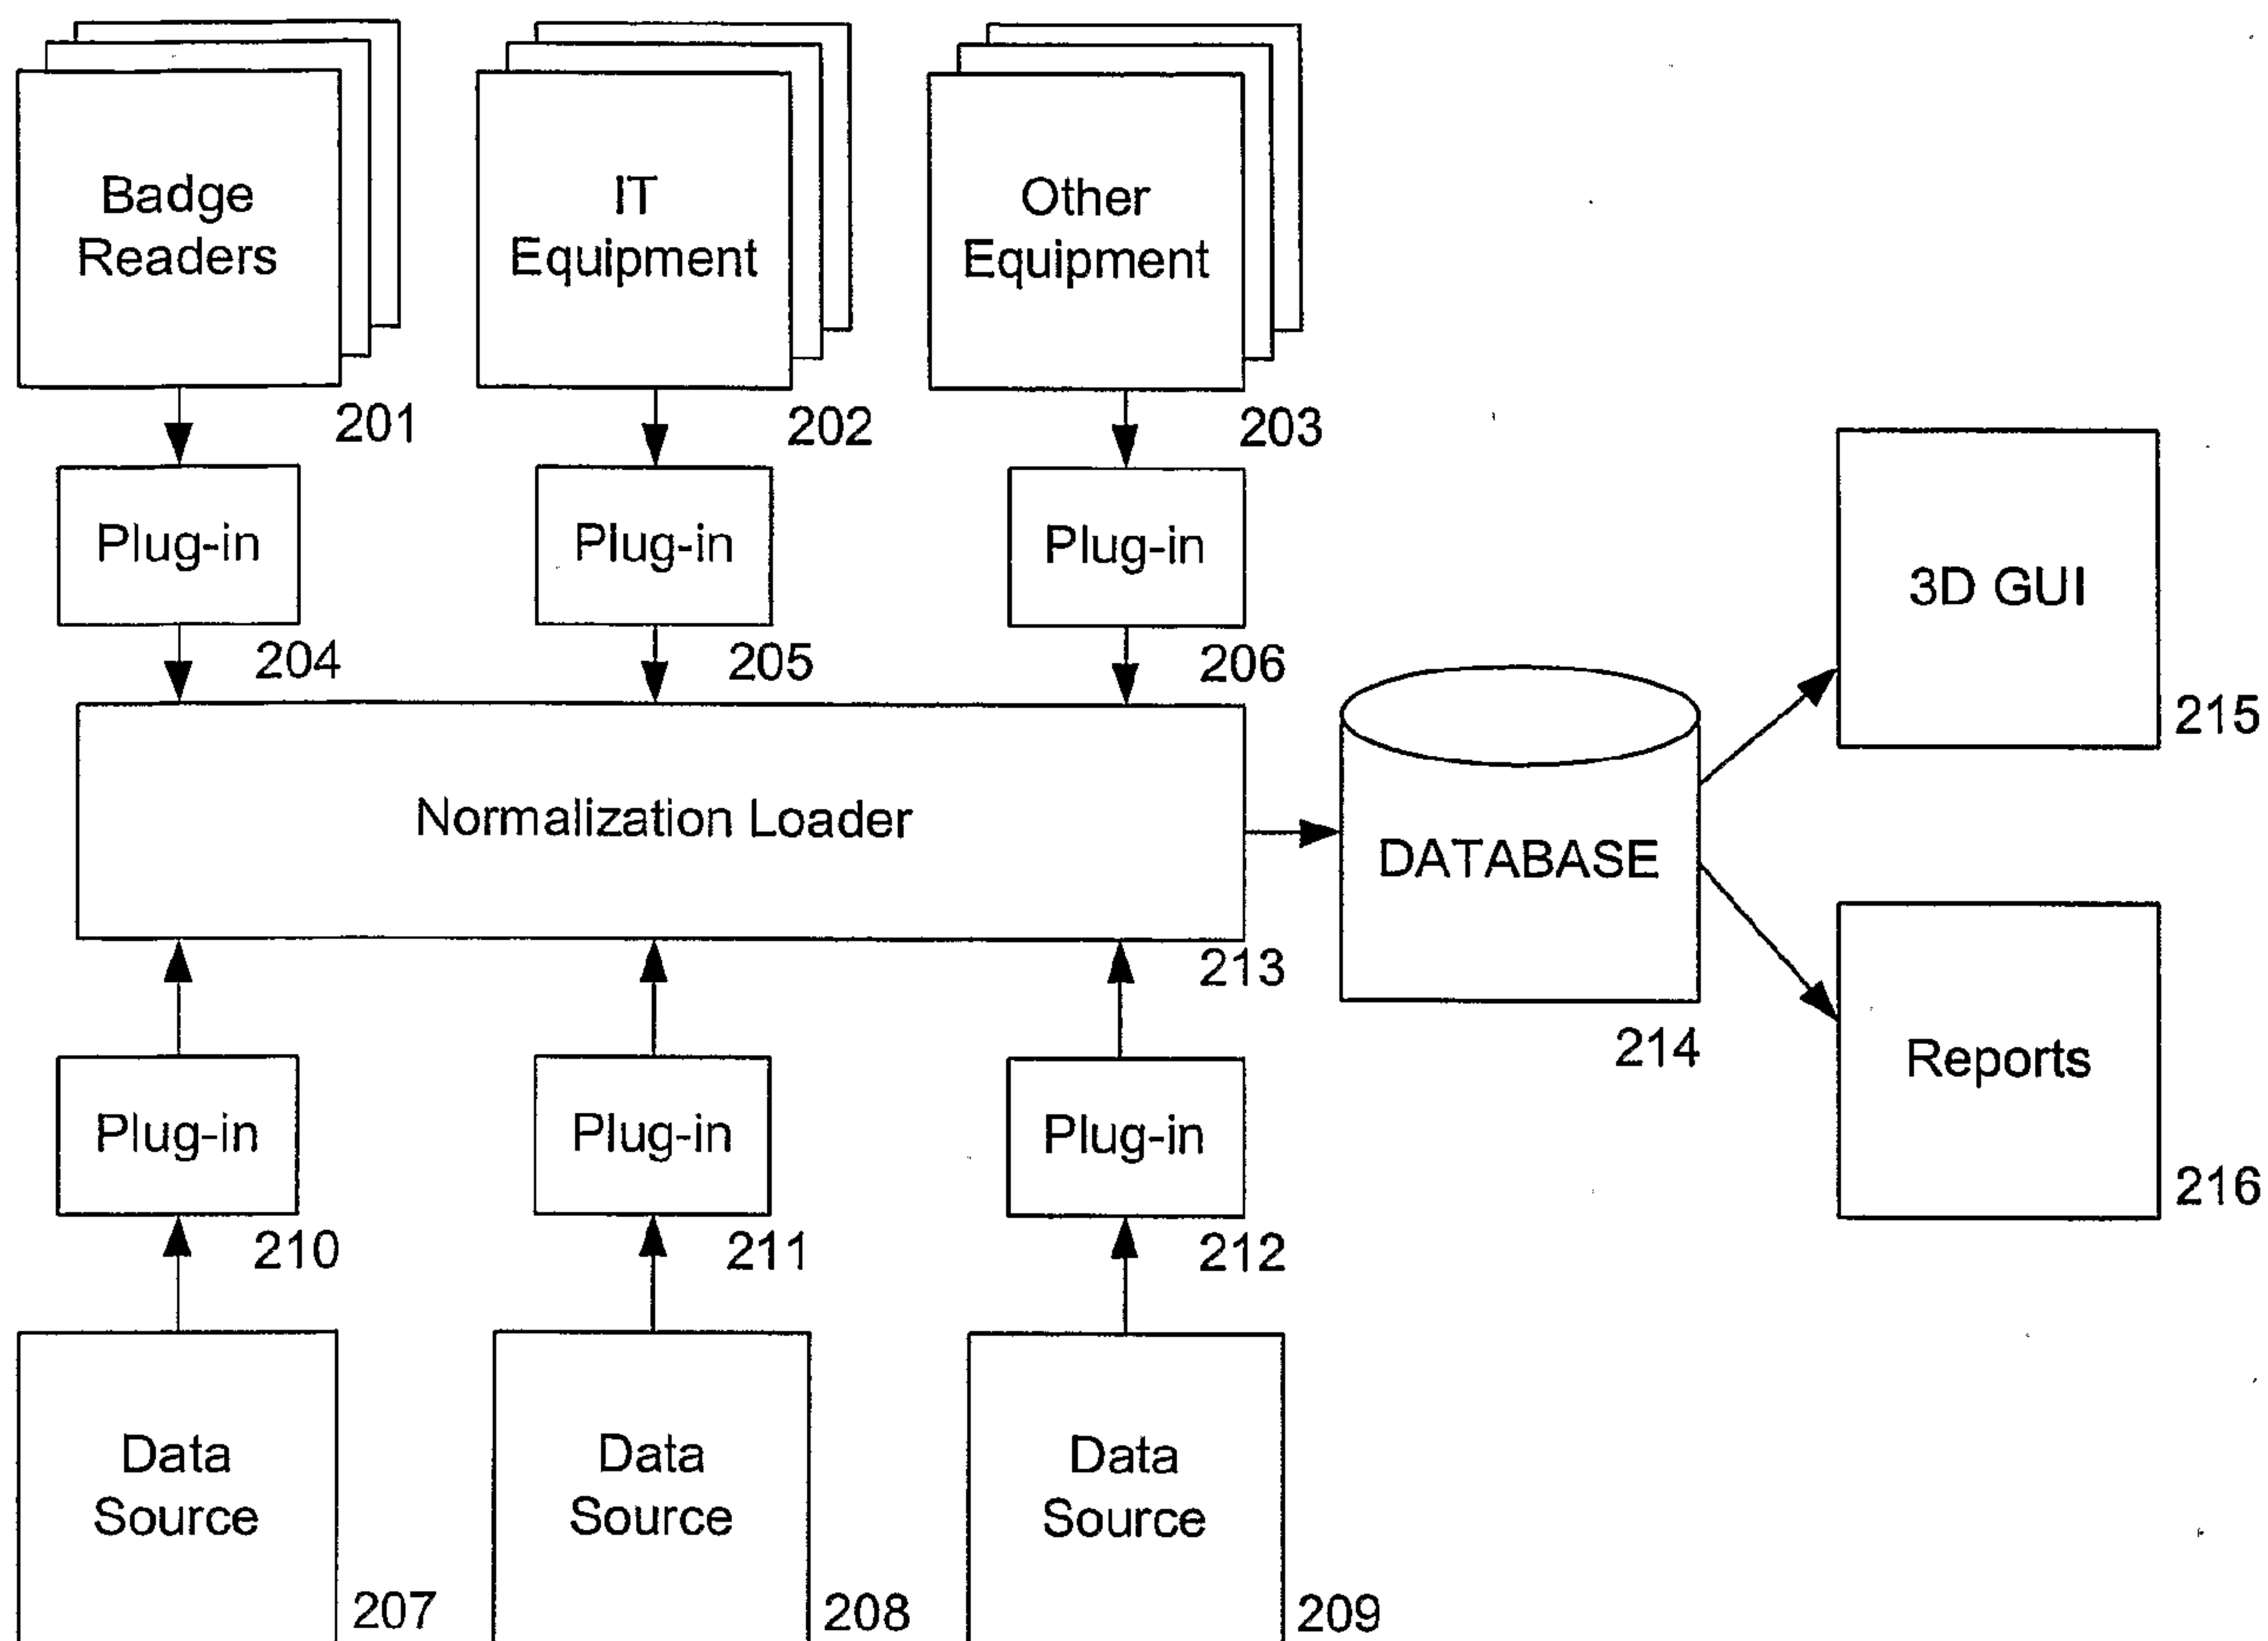 Badge
Readers
IT
Equipment
Other
Equipment
201
202
203
Plug-in
Plug-in
Plug-in
3D GUI
204
205
206
215
Normalization Loader
DATABASE
213
214
Reports
Plug-in
Plug-in
Plug-in
216
210
211
212
Data
Source
Data
Source
Data
Source
207
208
209